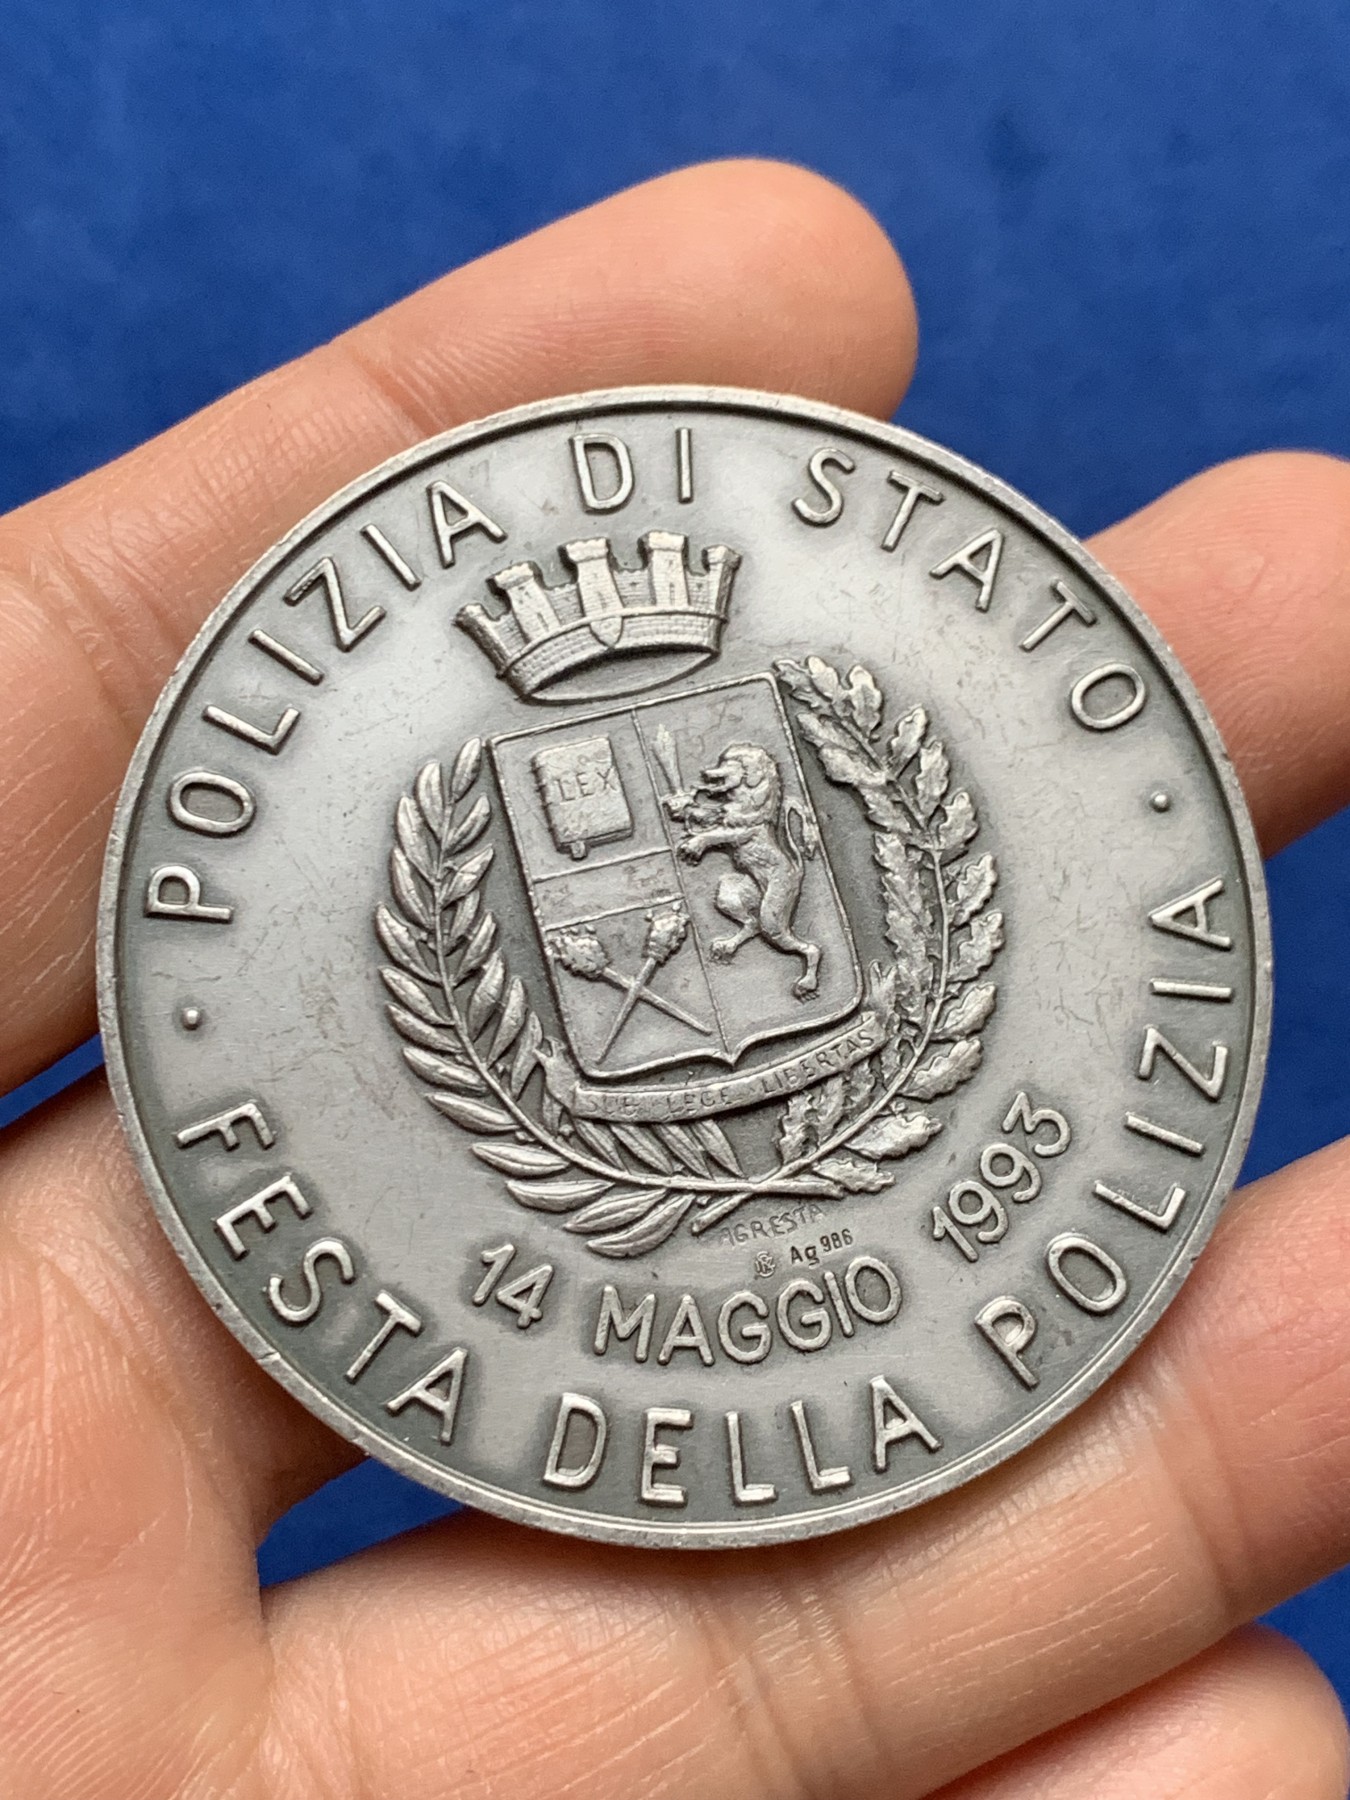 POLIZIA DI STATO
LEX
SUB LEGE LIBERTAS
AGRESTA
Ag 986
14 MAGGIO 1993
FESTA DELLA POLIZIA